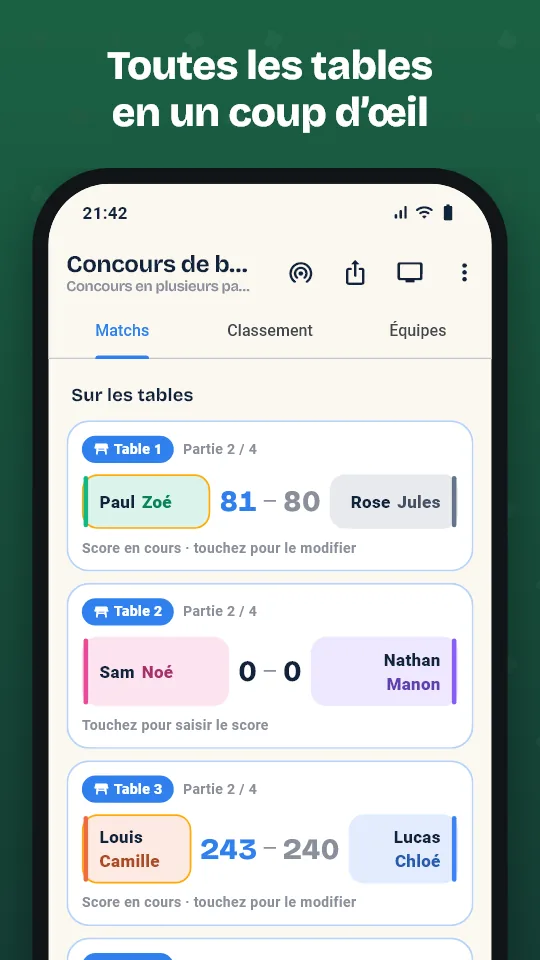 Toutes les tables
en un coup d’œil
21:42
Concours de b...
Concours en plusieurs pa...
Matchs Classement Équipes
Sur les tables
Table 1 Partie 2 / 4
Paul Zoé 81 – 80 Rose Jules
Score en cours · touchez pour le modifier
Table 2 Partie 2 / 4
Sam Noé 0 – 0 Nathan
Manon
Touchez pour saisir le score
Table 3 Partie 2 / 4
Louis
Camille 243 – 240 Lucas
Chloé
Score en cours · touchez pour le modifier